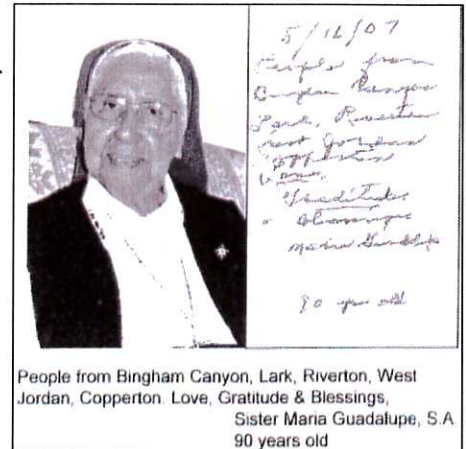 5/16/07
People from
Bingham Canyon
Lark, Riverton
West Jordan
Copperton
Love,
Gratitude
& Blessings
Maria Guadalupe
90 years old
People from Bingham Canyon, Lark, Riverton, West
Jordan, Copperton. Love, Gratitude & Blessings,
Sister Maria Guadalupe, S.A
90 years old